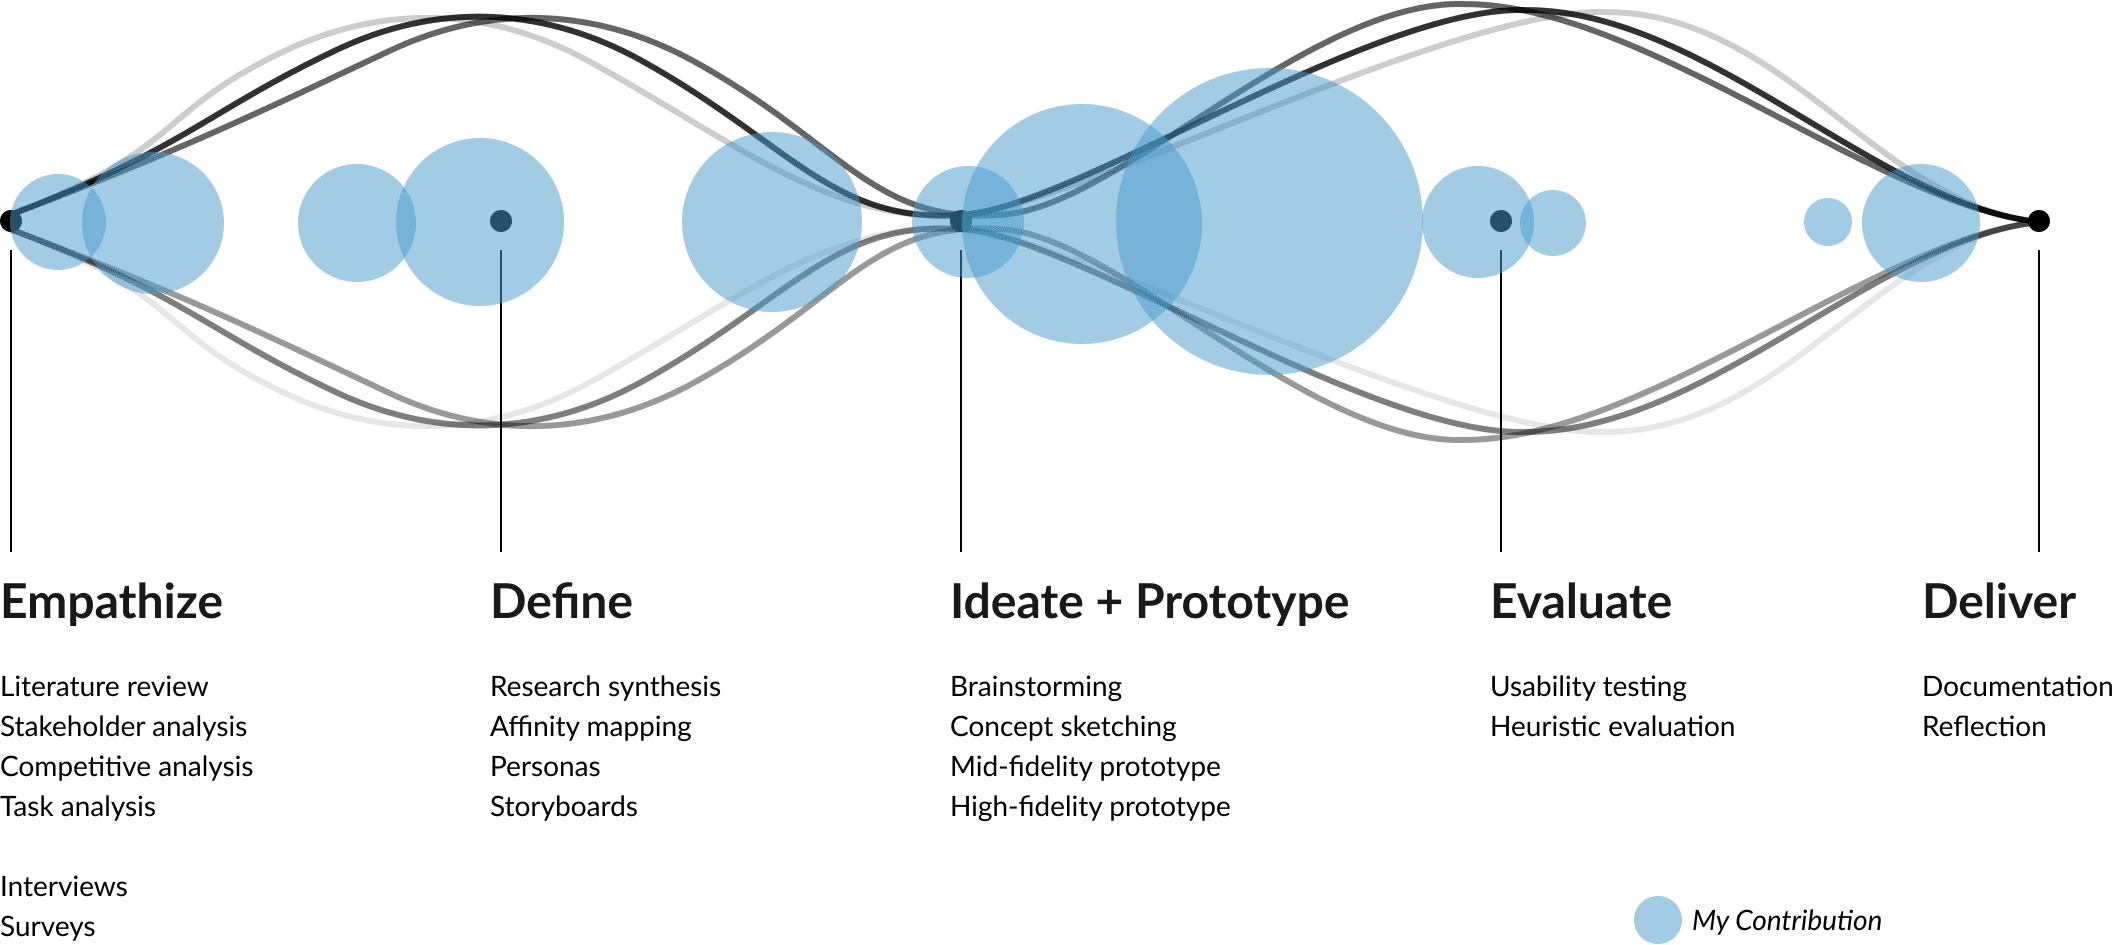 Empathize
Literature review
Stakeholder analysis
Competitive analysis
Task analysis
Interviews
Surveys
Define
Research synthesis
Affinity mapping
Personas
Storyboards
Ideate + Prototype
Brainstorming
Concept sketching
Mid-fidelity prototype
High-fidelity prototype
Evaluate
Usability testing
Heuristic evaluation
Deliver
Documentation
Reflection
My Contribution